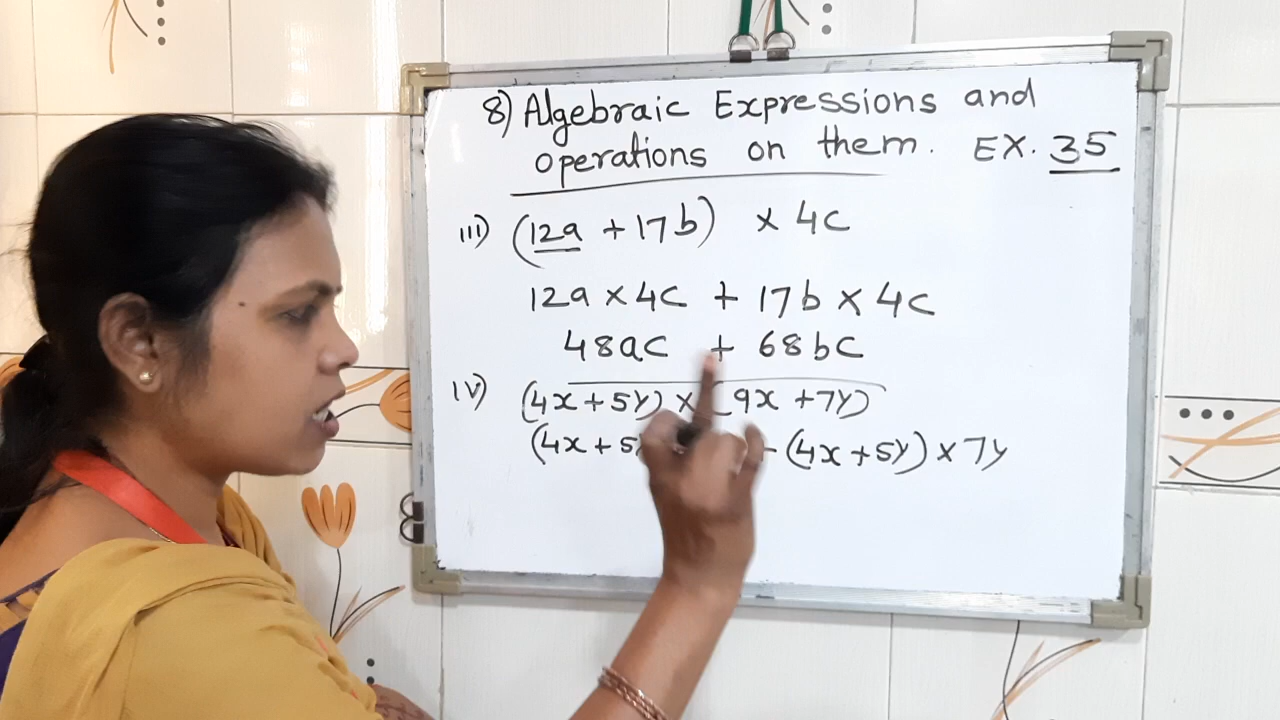 8) Algebraic Expressions and
operations on them. EX. 35
iii) (12a + 17b) × 4c
12a × 4c + 17b × 4c
48ac + 68bc
iv) (4x + 5y) × (9x + 7y)
(4x + 5y + (4x + 5y) × 7y